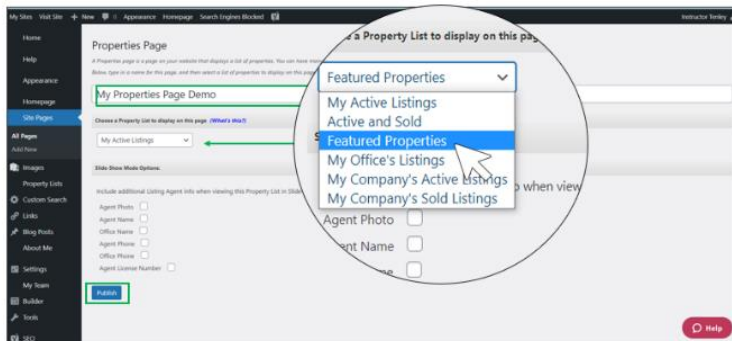 My Sites Visit Site + New 0 Appearance Homepage Search Engines Blocked
Instructor Tenley
Home
Help
Appearance
Homepage
Site Pages
All Pages
Add New
Images
Property Lists
Custom Search
Links
Blog Posts
About Me
Settings
My Team
Builder
Tools
SEO
Properties Page
A Properties page is a page on your website that displays a list of properties. You can have
Below type in a name for this page, and then select a list of properties to display on this page
My Properties Page Demo
Choose a Property List to display on this page (What's this?)
My Active Listings
Slide Show Mode Options.
Include additional Listing Agent info when viewing this Property List in Slide
Agent Photo
Agent Name
Office Name
Agent Phone
Office Phone
Agent License Number
Publish
e a Property List to display on this pag
Featured Properties
My Active Listings
Active and Sold
Featured Properties
My Office's Listings
My Company's Active Listings
My Company's Sold Listings
o when view
Agent Photo
gent Name
Help